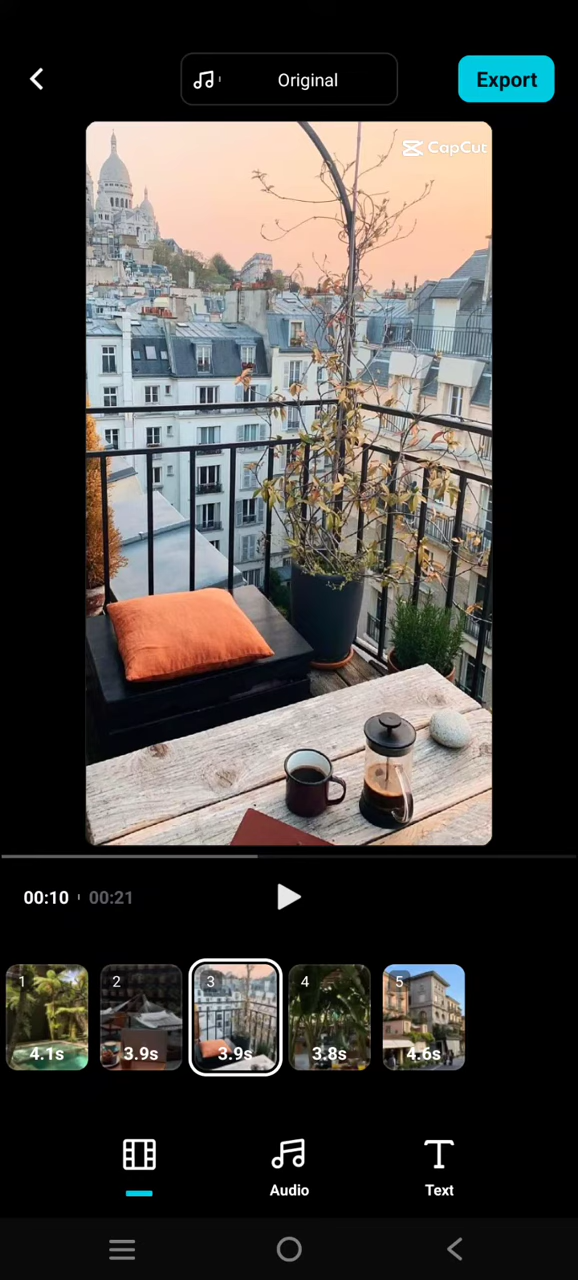 Original
Export
CapCut
00:10
00:21
1
2
3
4
5
4.1s
3.9s
3.9s
3.8s
4.6s
Audio
Text